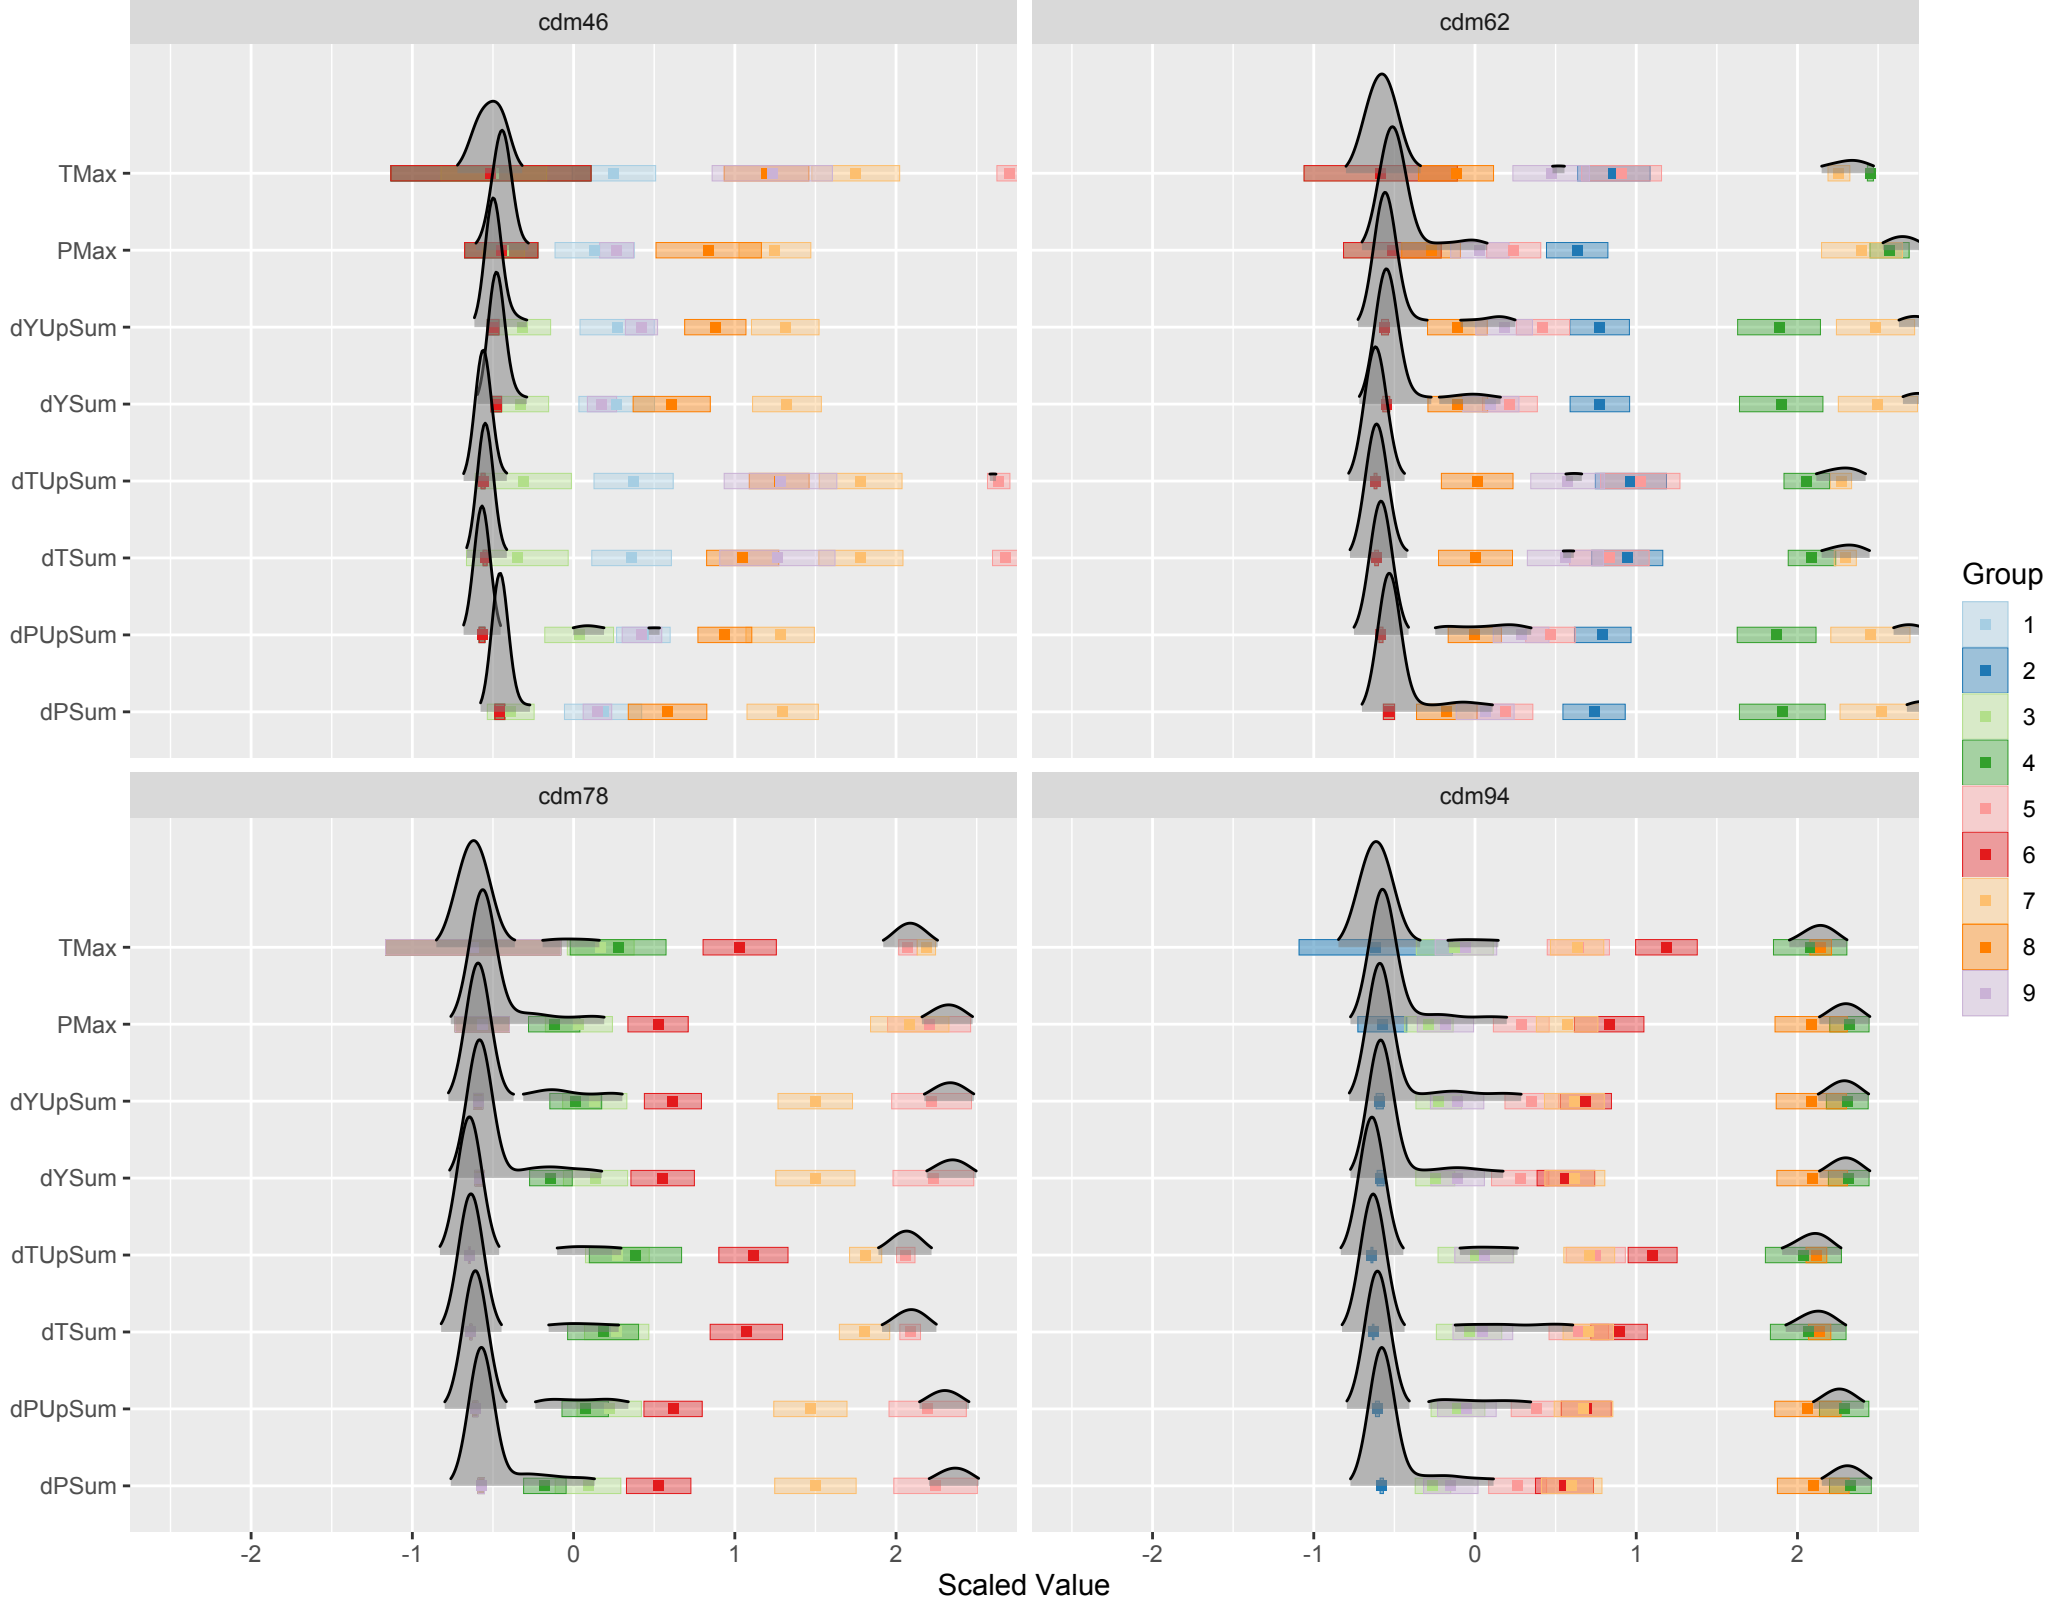 cdm46
cdm62
TMax
PMax
dYUpSum
dYSum
dTUpSum
dTSum
dPUpSum
dPSum
cdm78
cdm94
TMax
PMax
dYUpSum
dYSum
dTUpSum
dTSum
dPUpSum
dPSum
-2 -1 0 1 2
-2 -1 0 1 2
Scaled Value
Group
1
2
3
4
5
6
7
8
9